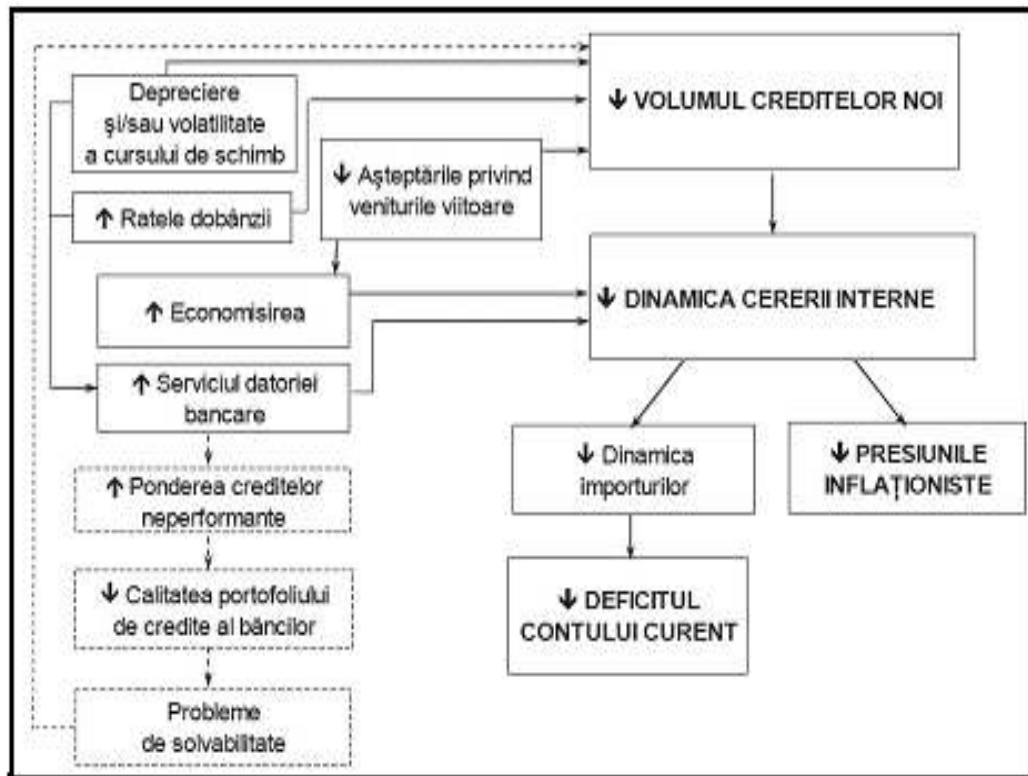 Depreciere
şi/sau volatilitate
a cursului de schimb
↓ VOLUMUL CREDITELOR NOI
↓ Aşteptările privind
veniturile viitoare
↑ Ratele dobânzii
↑ Economisirea
↓ DINAMICA CERERII INTERNE
↑ Serviciul datoriei
bancare
↓ Dinamica
importurilor
↓ PRESIUNILE
INFLAŢIONISTE
↑ Ponderea creditelor
neperformante
↓ Calitatea portofoliului
de credite al băncilor
↓ DEFICITUL
CONTULUI CURENT
Probleme
de solvabilitate